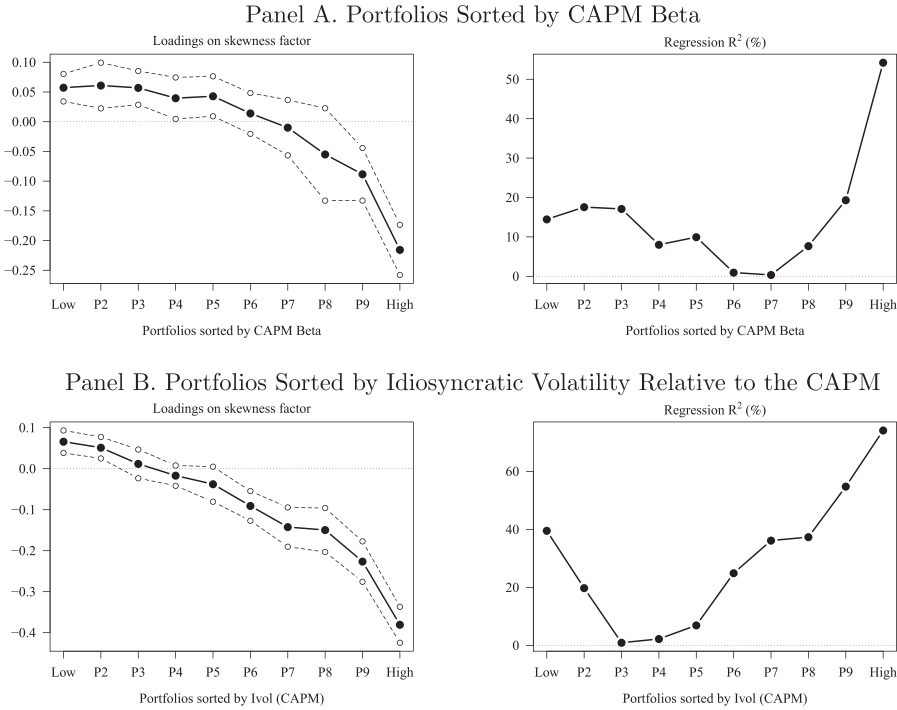 Panel A. Portfolios Sorted by CAPM Beta
Loadings on skewness factor
0.10
0.05
0.00
−0.05
−0.10
−0.15
−0.20
−0.25
Low P2 P3 P4 P5 P6 P7 P8 P9 High
Portfolios sorted by CAPM Beta
Regression R² (%)
50
40
30
20
10
0
Low P2 P3 P4 P5 P6 P7 P8 P9 High
Portfolios sorted by CAPM Beta
Panel B. Portfolios Sorted by Idiosyncratic Volatility Relative to the CAPM
Loadings on skewness factor
0.1
0.0
−0.1
−0.2
−0.3
−0.4
Low P2 P3 P4 P5 P6 P7 P8 P9 High
Portfolios sorted by Ivol (CAPM)
Regression R² (%)
60
40
20
0
Low P2 P3 P4 P5 P6 P7 P8 P9 High
Portfolios sorted by Ivol (CAPM)